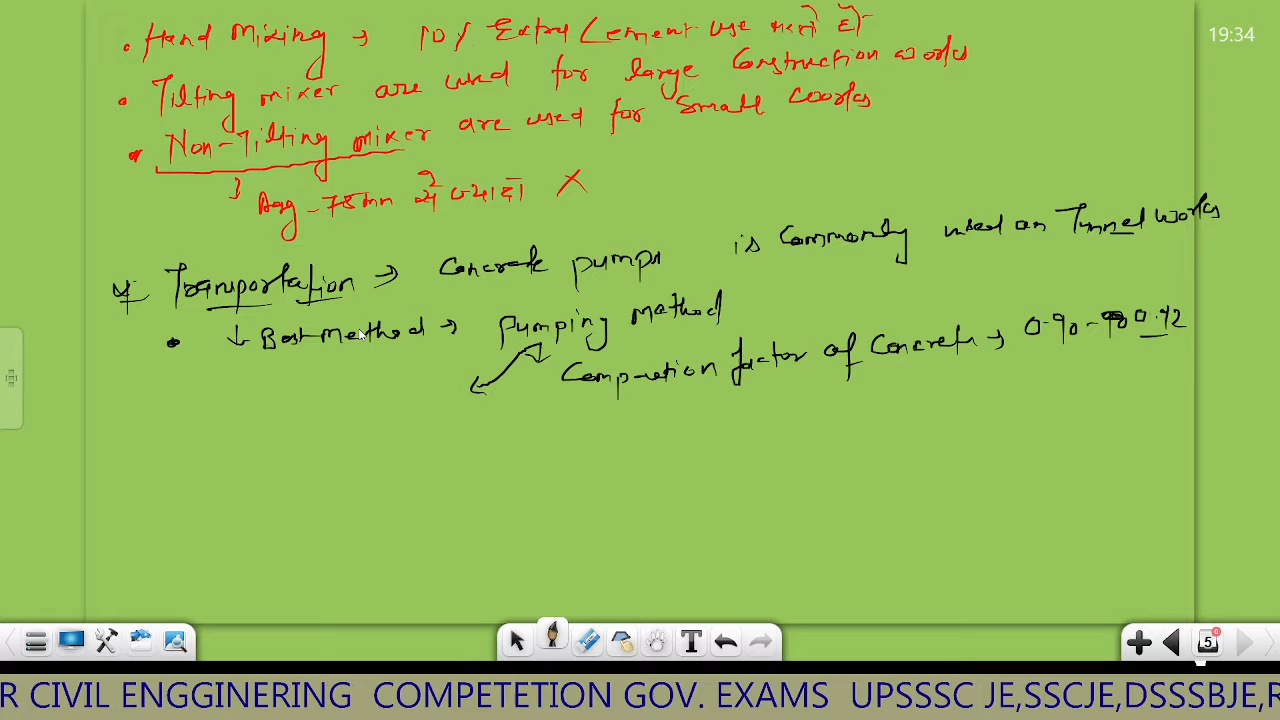 19:34
• Hand Mixing → 10% Extra Cement use करते है
• Tilting mixer are used for large Construction works
• Non-Tilting mixer are used for Small works
Agg - 75mm से ज्यादा X
* Transportation → Concrete pumps is Commonly used on Tunnel works
• ↓ Best Method → Pumping Method
Compaction factor of Concrete → 0.90 - 0.92
T
5
R CIVIL ENGGINERING COMPETETION GOV. EXAMS UPSSSC JE,SSCJE,DSSSBJE,R